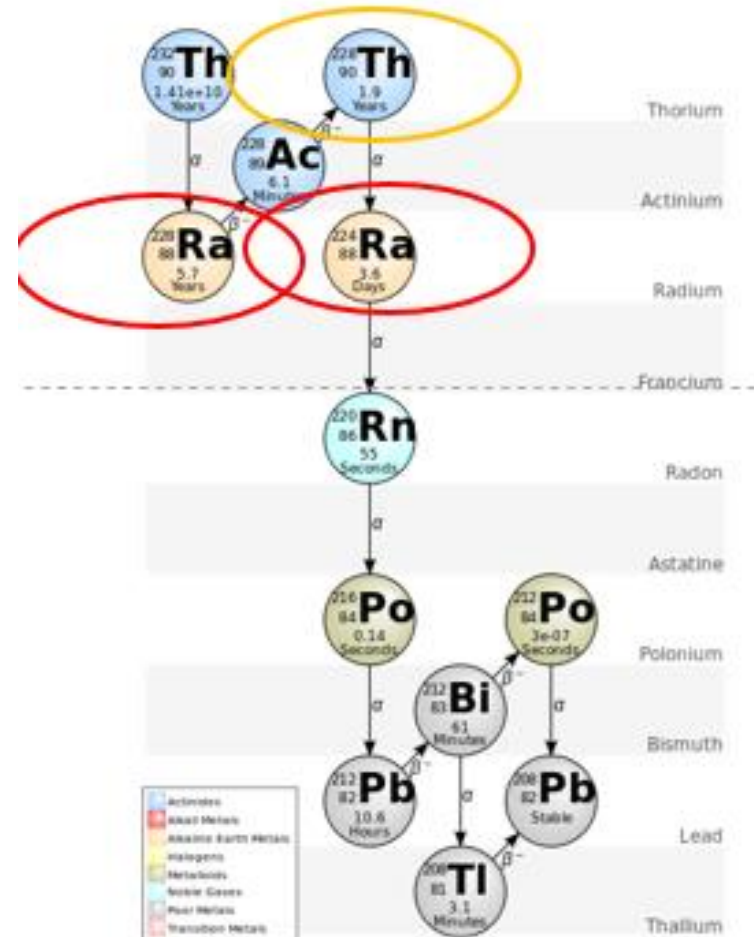 232
90
Th
1.41e+10
Years
228
90
Th
1.9
Years
Thorium
β⁻
α
α
228
89
Ac
6.1
Minutes
Actinium
β⁻
228
88
Ra
5.7
Years
224
88
Ra
3.6
Days
Radium
α
Francium
220
86
Rn
55
Seconds
Radon
α
Astatine
216
84
Po
0.14
Seconds
212
84
Po
3e-07
Seconds
Polonium
β⁻
α
212
83
Bi
61
Minutes
α
Bismuth
β⁻
212
82
Pb
10.6
Hours
α
208
82
Pb
Stable
Lead
β⁻
208
81
Tl
3.1
Minutes
Thallium
Actinides
Alkali Metals
Alkaline Earth Metals
Halogens
Metalloids
Noble Gases
Poor Metals
Transition Metals